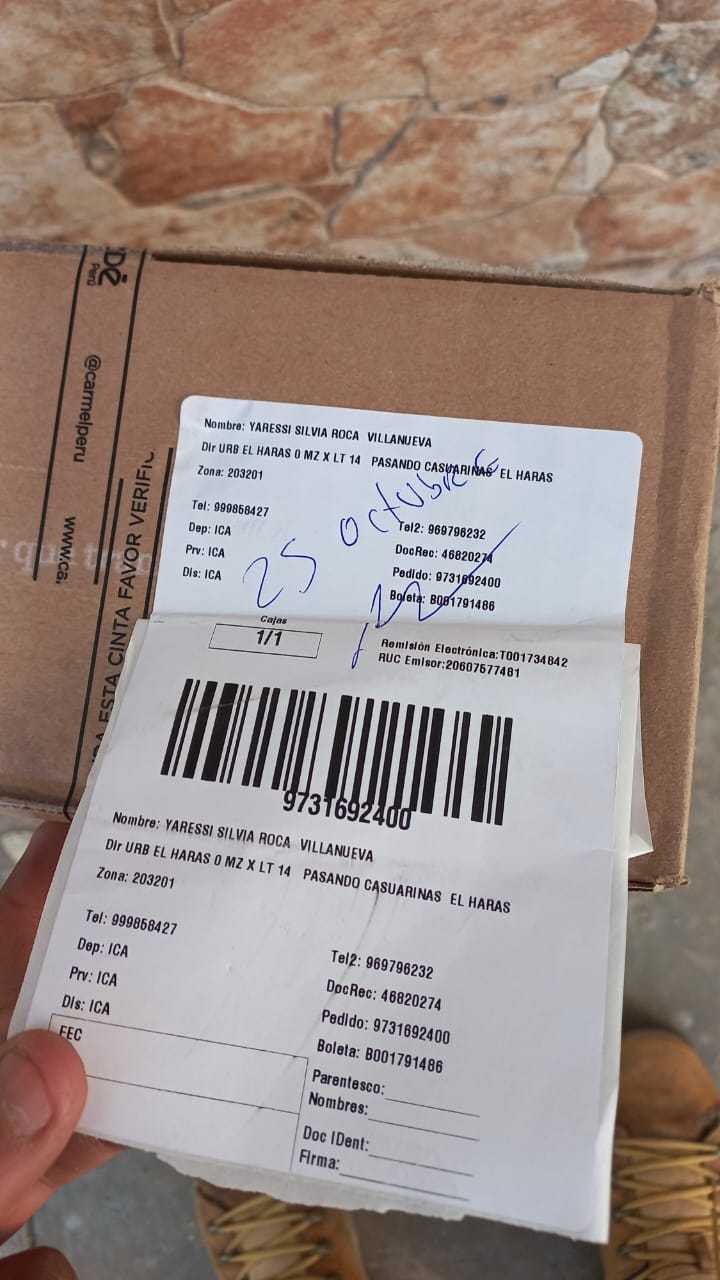 Perú
@carmelperu
www.ca.
ESTA CINTA FAVOR VERIFI
Nombre: YARESSI SILVIA ROCA VILLANUEVA
Dir URB EL HARAS 0 MZ X LT 14 PASANDO CASUARINAS EL HARAS
Zona: 203201
Tel: 999858427
Tel2: 969796232
Dep: ICA
DocRec: 46820274
Prv: ICA
Pedido: 9731692400
Dis: ICA
Boleta: B001791486
25 octubre
Cajas
1/1
Remisión Electrónica:T001734842
RUC Emisor:20607577481
9731692400
Nombre: YARESSI SILVIA ROCA VILLANUEVA
Dir URB EL HARAS 0 MZ X LT 14 PASANDO CASUARINAS EL HARAS
Zona: 203201
Tel: 999858427
Tel2: 969796232
Dep: ICA
DocRec: 46820274
Prv: ICA
Pedido: 9731692400
Dis: ICA
Boleta: B001791486
FEC
Parentesco:
Nombres:
Doc IDent:
Firma: